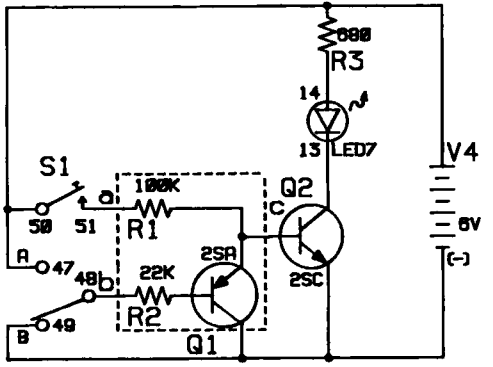 680
R3
14
13 LED7
V4
6V
(-)
S1
a
100K
50
51
R1
Q2
C
2SA
2SC
A
47
48
b
22K
R2
B
49
Q1